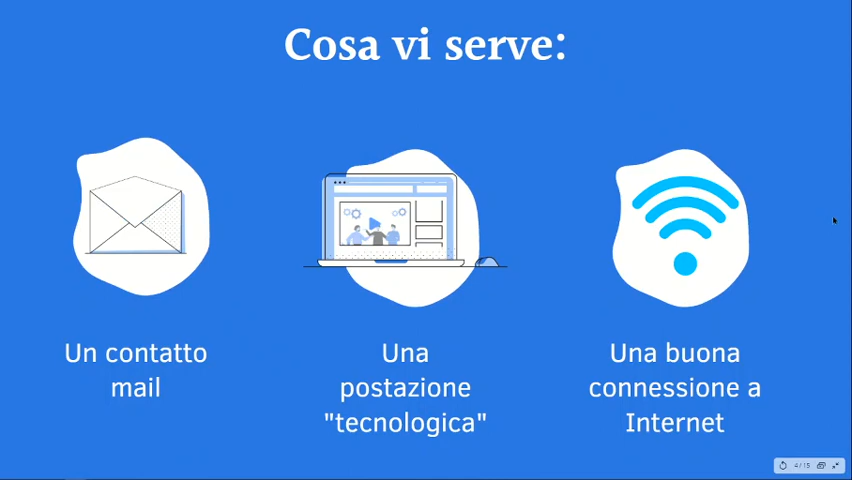 Cosa vi serve:
Un contatto
mail
Una
postazione
"tecnologica"
Una buona
connessione a
Internet
4/15